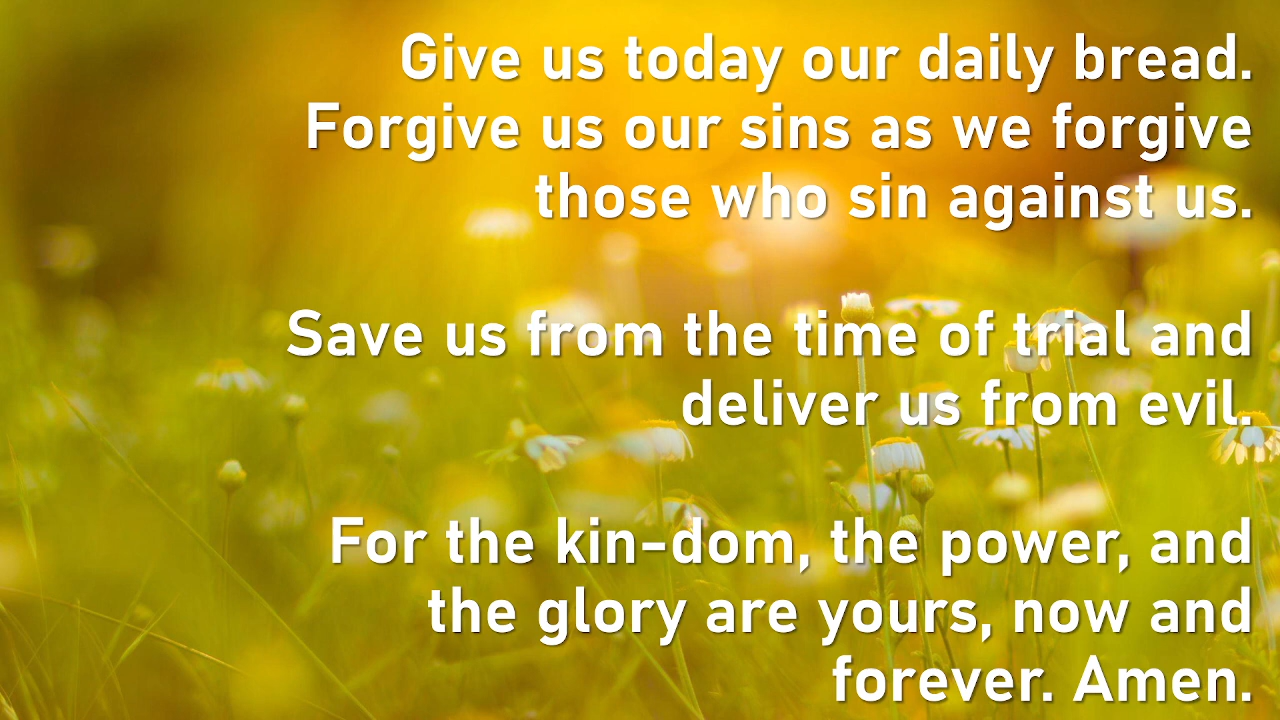 Give us today our daily bread.
Forgive us our sins as we forgive
those who sin against us.
Save us from the time of trial and
deliver us from evil.
For the kin-dom, the power, and
the glory are yours, now and
forever. Amen.